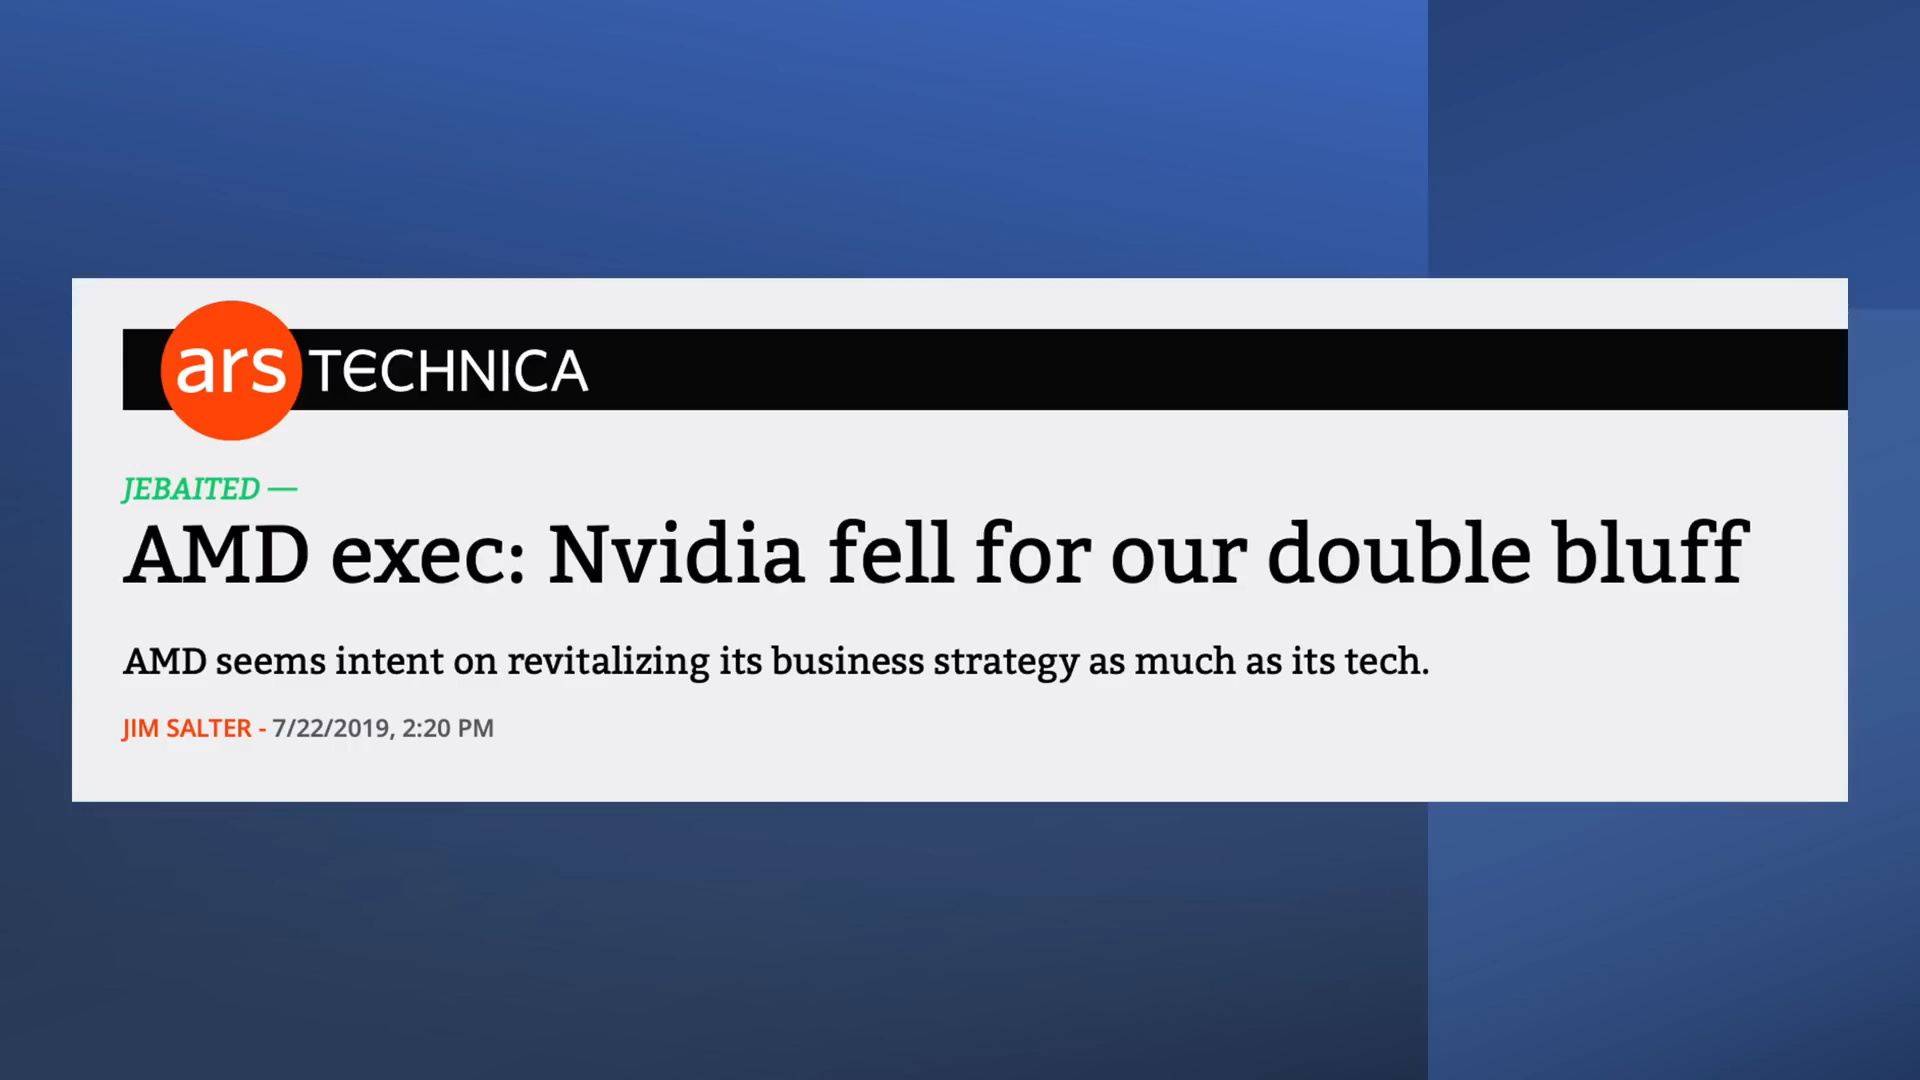 ars TECHNICA
JEBAITED —
AMD exec: Nvidia fell for our double bluff
AMD seems intent on revitalizing its business strategy as much as its tech.
JIM SALTER - 7/22/2019, 2:20 PM